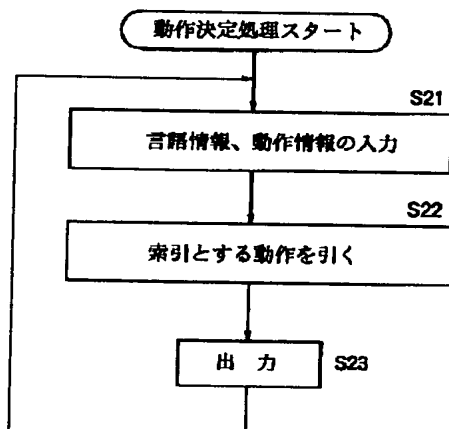 動作決定処理スタート
S21
言語情報、動作情報の入力
S22
索引とする動作を引く
出 力
S23